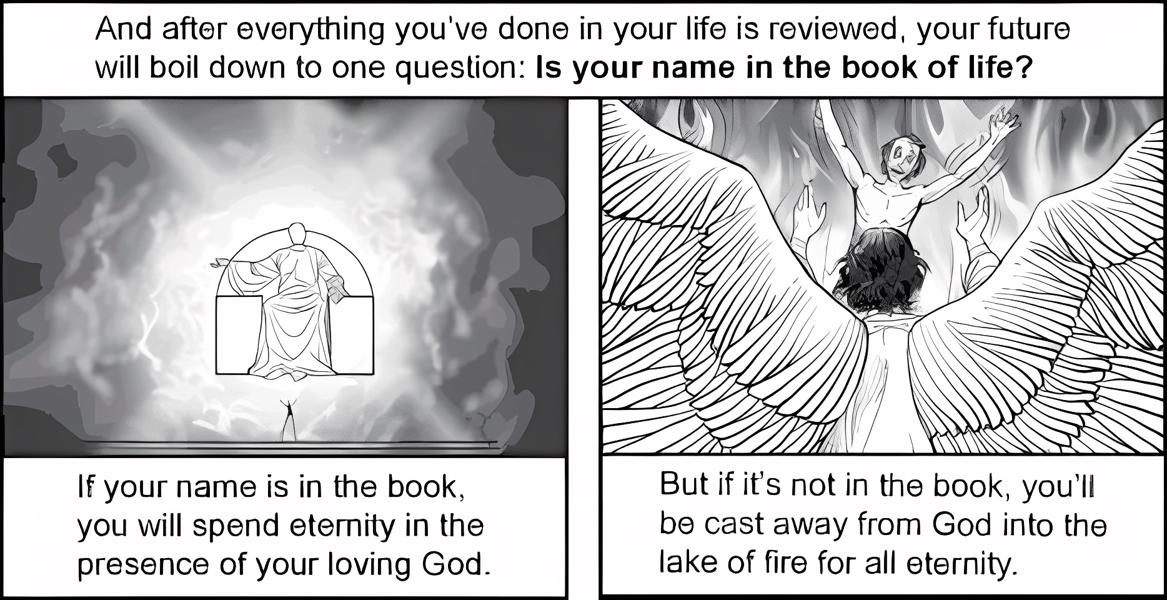 And after everything you've done in your life is reviewed, your future
will boil down to one question: Is your name in the book of life?
If your name is in the book,
you will spend eternity in the
presence of your loving God.
But if it's not in the book, you'll
be cast away from God into the
lake of fire for all eternity.